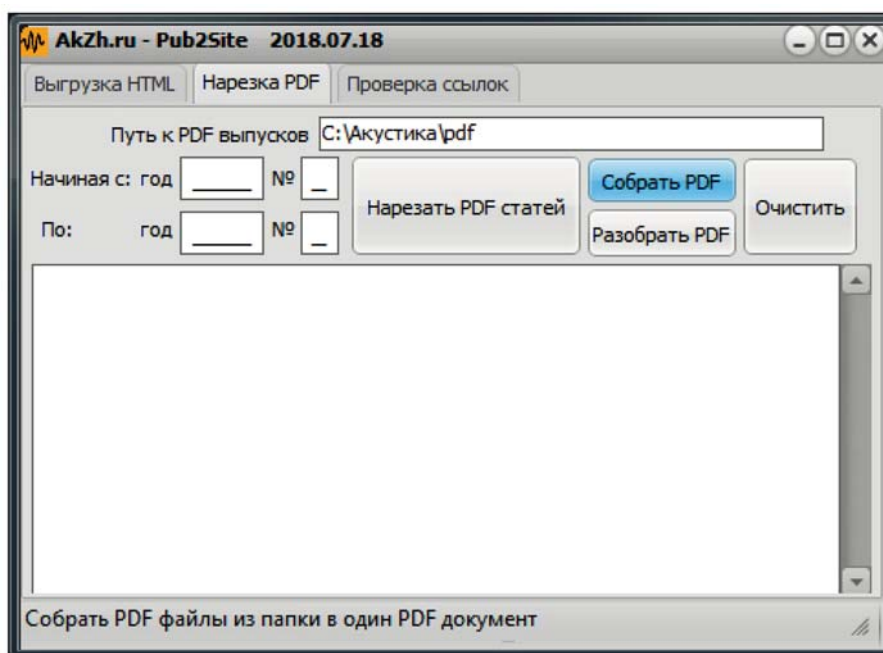 AkZh.ru - Pub2Site 2018.07.18
Выгрузка HTML Нарезка PDF Проверка ссылок
Путь к PDF выпусков C:\Акустика\pdf
Начиная с: год _____ № _
Нарезать PDF статей
Собрать PDF
Очистить
По: год _____ № _
Разобрать PDF
Собрать PDF файлы из папки в один PDF документ